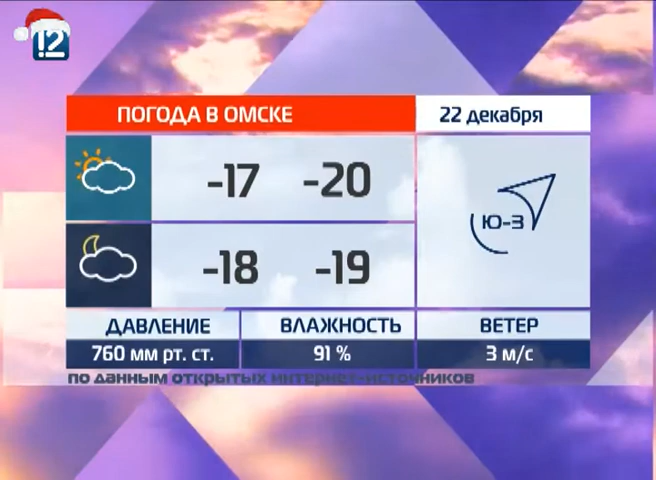 12
ПОГОДА В ОМСКЕ
22 декабря
-17 -20
Ю-З
-18 -19
ДАВЛЕНИЕ ВЛАЖНОСТЬ ВЕТЕР
760 мм рт. ст. 91 % 3 м/с
по данным открытых интернет-источников